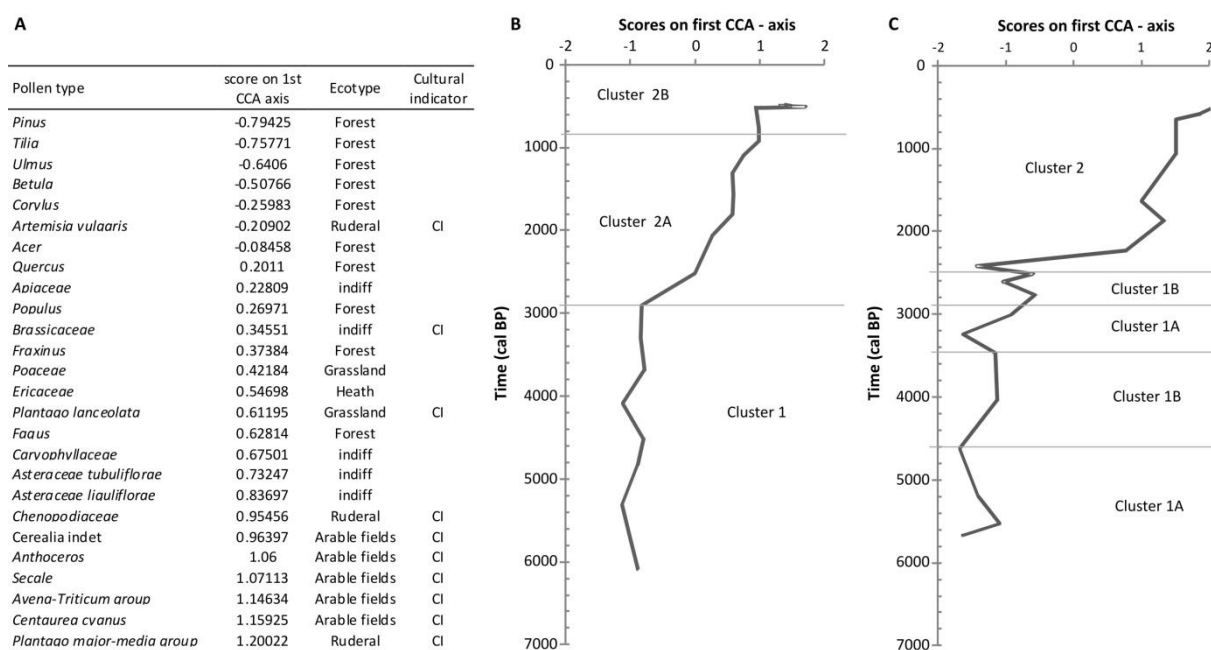 A
Pollen type score on 1st CCA axis Ecotype Cultural indicator
Pinus -0.79425 Forest
Tilia -0.75771 Forest
Ulmus -0.6406 Forest
Betula -0.50766 Forest
Corylus -0.25983 Forest
Artemisia vulgaris -0.20902 Ruderal CI
Acer -0.08458 Forest
Quercus 0.2011 Forest
Apiaceae 0.22809 indiff
Populus 0.26971 Forest
Brassicaceae 0.34551 indiff CI
Fraxinus 0.37384 Forest
Poaceae 0.42184 Grassland
Ericaceae 0.54698 Heath
Plantago lanceolata 0.61195 Grassland CI
Fagus 0.62814 Forest
Caryophyllaceae 0.67501 indiff
Asteraceae tubuliflorae 0.73247 indiff
Asteraceae liguliflorae 0.83697 indiff
Chenopodiaceae 0.95456 Ruderal CI
Cerealia indet 0.96397 Arable fields CI
Anthoceros 1.06 Arable fields CI
Secale 1.07113 Arable fields CI
Avena-Triticum group 1.14634 Arable fields CI
Centaurea cyanus 1.15925 Arable fields CI
Plantago major-media group 1.20022 Ruderal CI
B
Scores on first CCA - axis
-2 -1 0 1 2
0
1000
2000
3000
4000
5000
6000
7000
Time (cal BP)
Cluster 2B
Cluster 2A
Cluster 1
C
Scores on first CCA - axis
-2 -1 0 1 2
0
1000
2000
3000
4000
5000
6000
7000
Time (cal BP)
Cluster 2
Cluster 1B
Cluster 1A
Cluster 1B
Cluster 1A